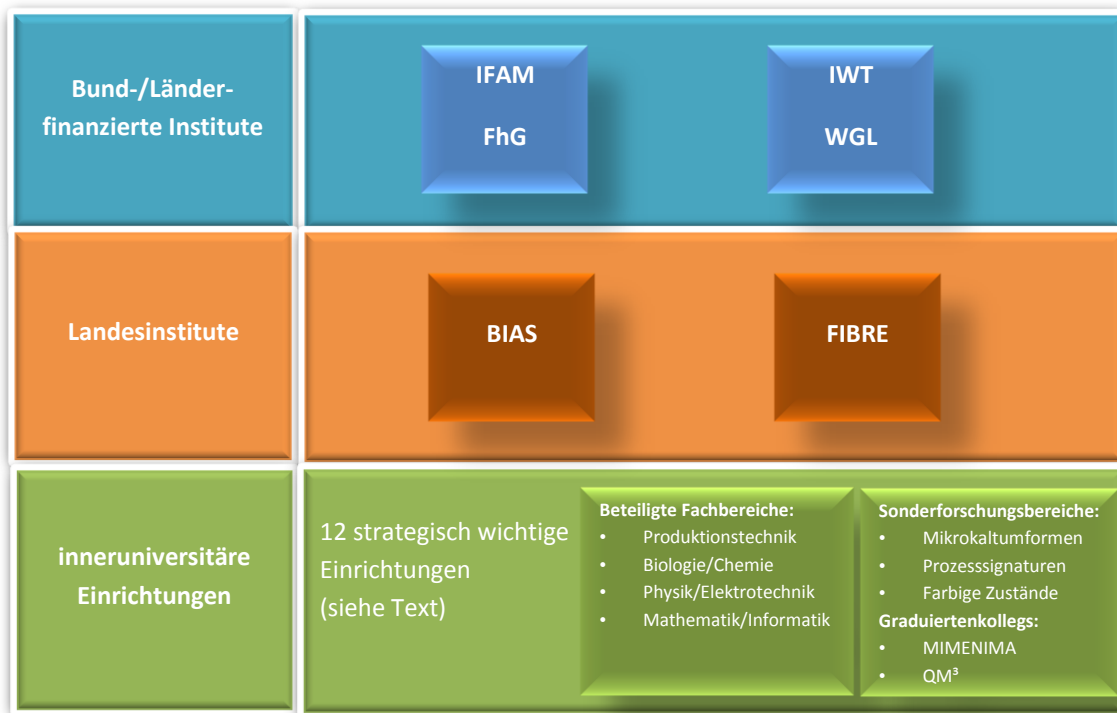 Bund-/Länder-
finanzierte Institute
IFAM
FhG
IWT
WGL
Landesinstitute
BIAS
FIBRE
inneruniversitäre
Einrichtungen
12 strategisch wichtige
Einrichtungen
(siehe Text)
Beteiligte Fachbereiche:
• Produktionstechnik
• Biologie/Chemie
• Physik/Elektrotechnik
• Mathematik/Informatik
Sonderforschungsbereiche:
• Mikrokaltumformen
• Prozesssignaturen
• Farbige Zustände
Graduiertenkollegs:
• MIMENIMA
• QM³